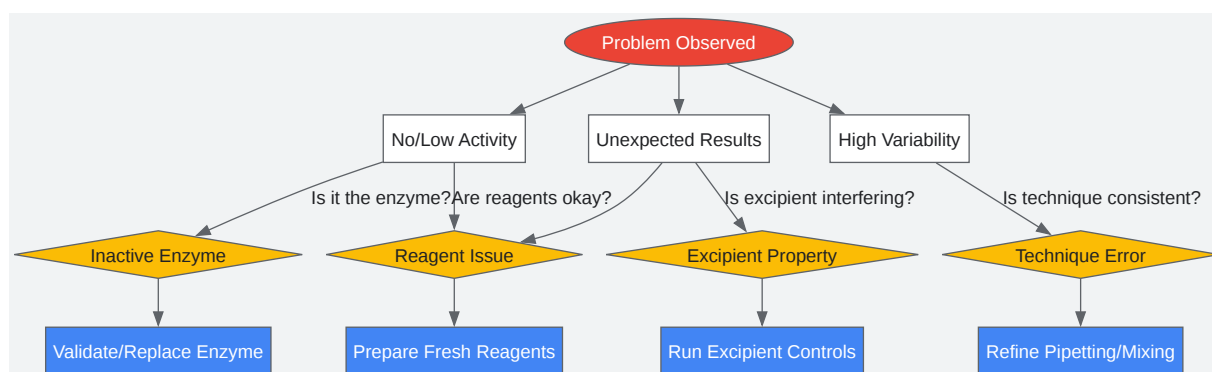 Problem Observed
No/Low Activity
Unexpected Results
High Variability
Is it the enzyme?
Are reagents okay?
Is excipient interfering?
Is technique consistent?
Inactive Enzyme
Reagent Issue
Excipient Property
Technique Error
Validate/Replace Enzyme
Prepare Fresh Reagents
Run Excipient Controls
Refine Pipetting/Mixing